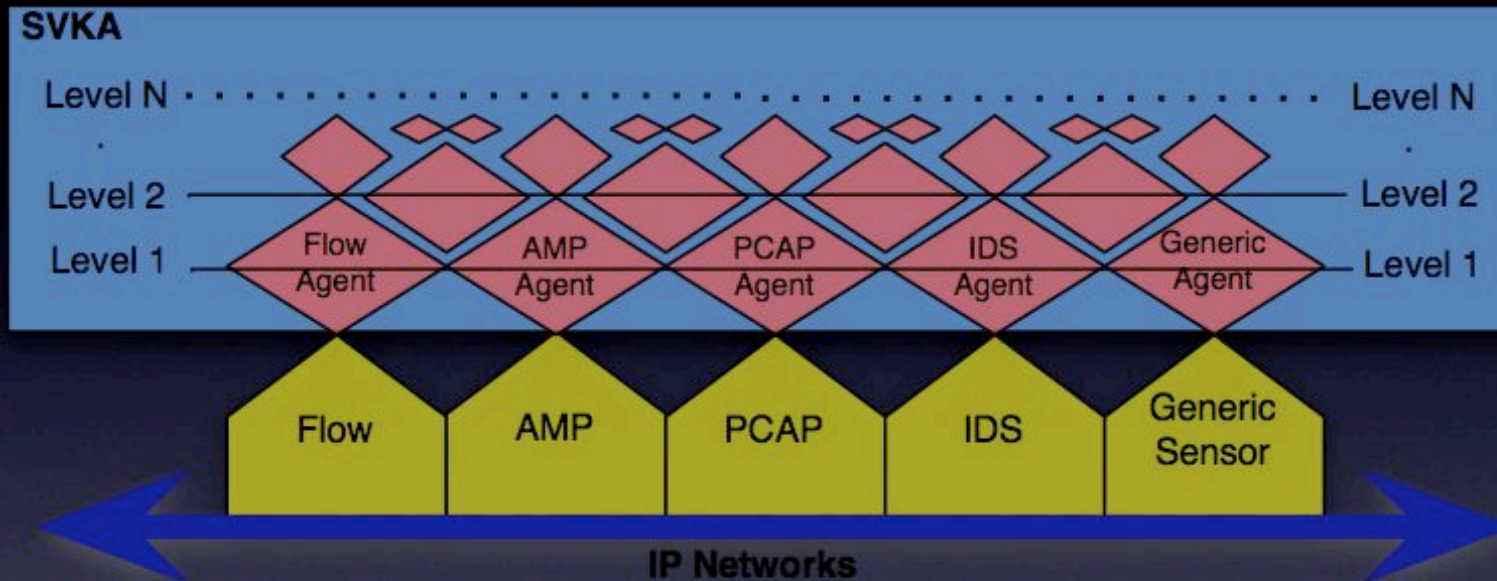 SVKA
Level N
Level N
Level 2
Level 2
Level 1
Level 1
Flow
Agent
AMP
Agent
PCAP
Agent
IDS
Agent
Generic
Agent
Flow
AMP
PCAP
IDS
Generic
Sensor
IP Networks